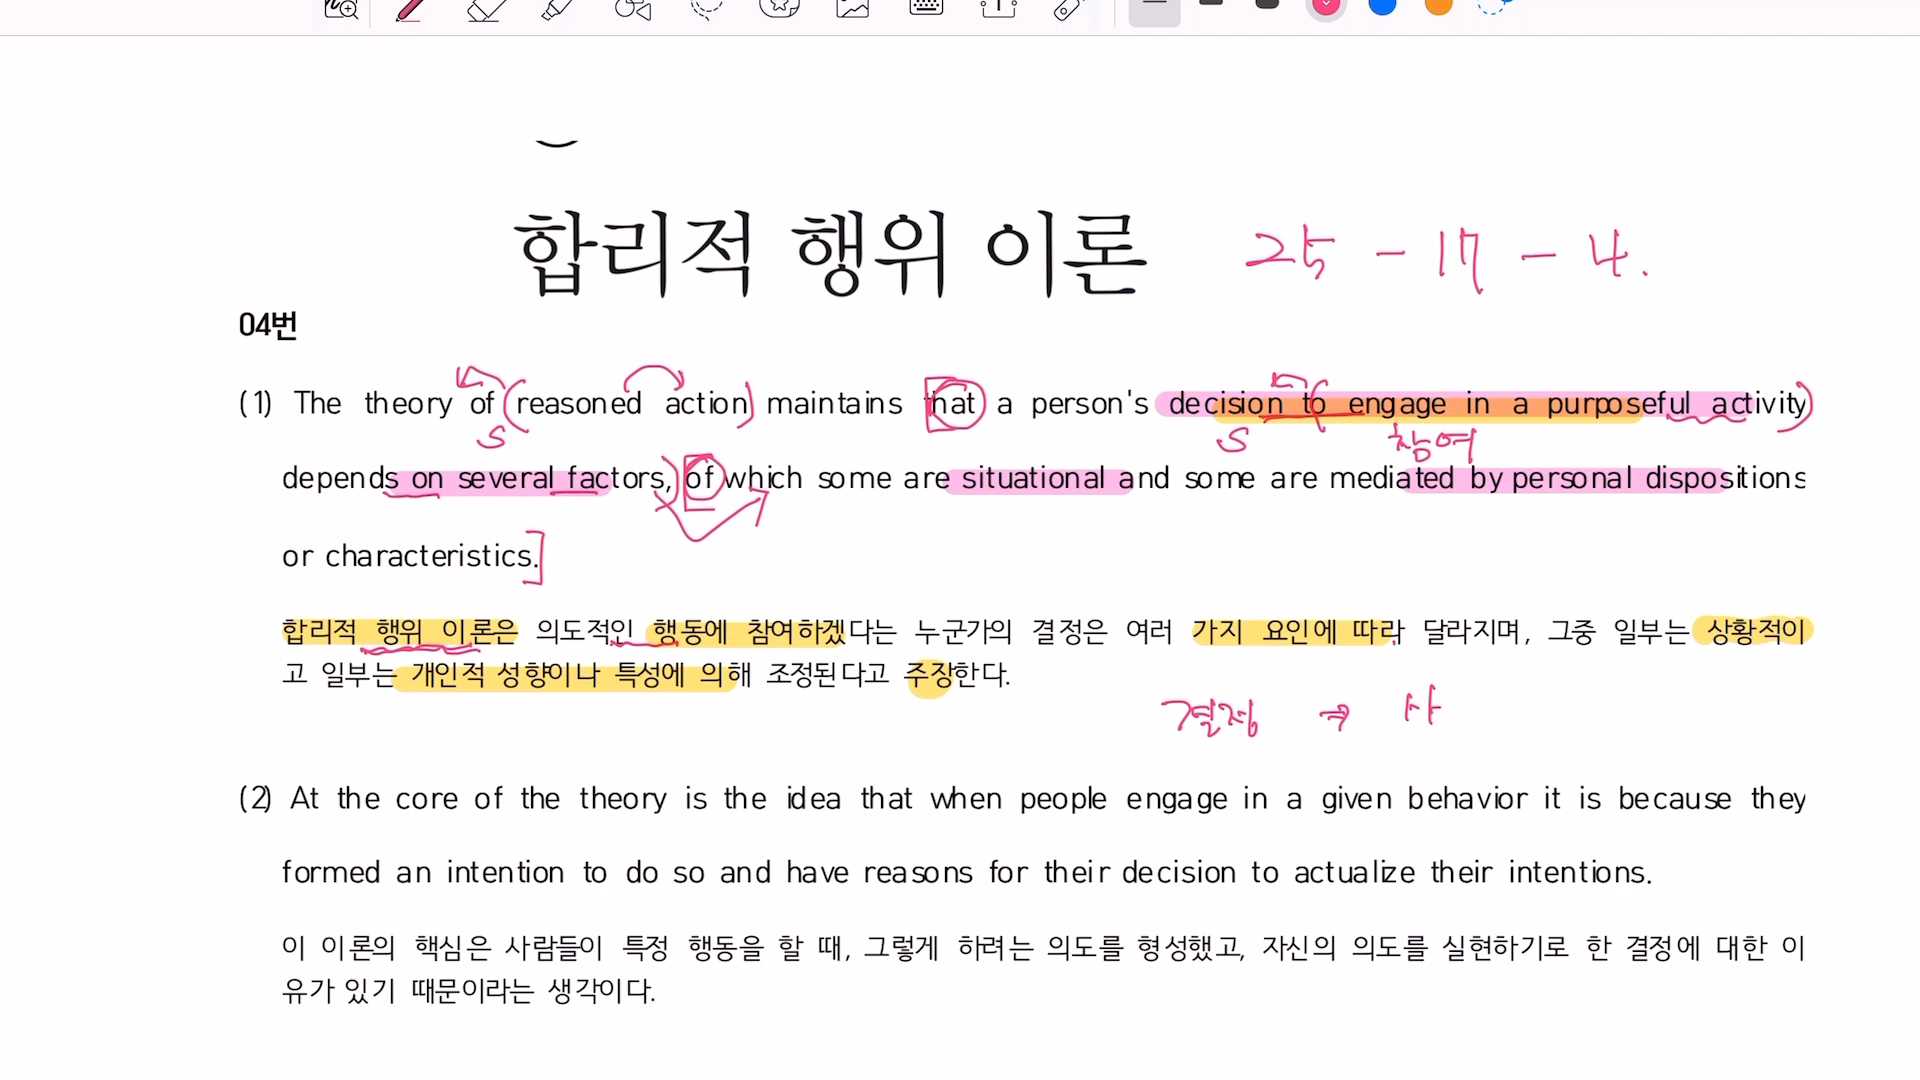 합리적 행위 이론 25 - 17 - 4.
04번
(1) The theory of (reasoned action) maintains that a person's decision to (engage in a purposeful activity)
S S 참여
depends on several factors, of which some are situational and some are mediated by personal dispositions
or characteristics.]
합리적 행위 이론은 의도적인 행동에 참여하겠다는 누군가의 결정은 여러 가지 요인에 따라 달라지며, 그중 일부는 상황적이
고 일부는 개인적 성향이나 특성에 의해 조정된다고 주장한다.
결정 ⇒ 사
(2) At the core of the theory is the idea that when people engage in a given behavior it is because they
formed an intention to do so and have reasons for their decision to actualize their intentions.
이 이론의 핵심은 사람들이 특정 행동을 할 때, 그렇게 하려는 의도를 형성했고, 자신의 의도를 실현하기로 한 결정에 대한 이
유가 있기 때문이라는 생각이다.